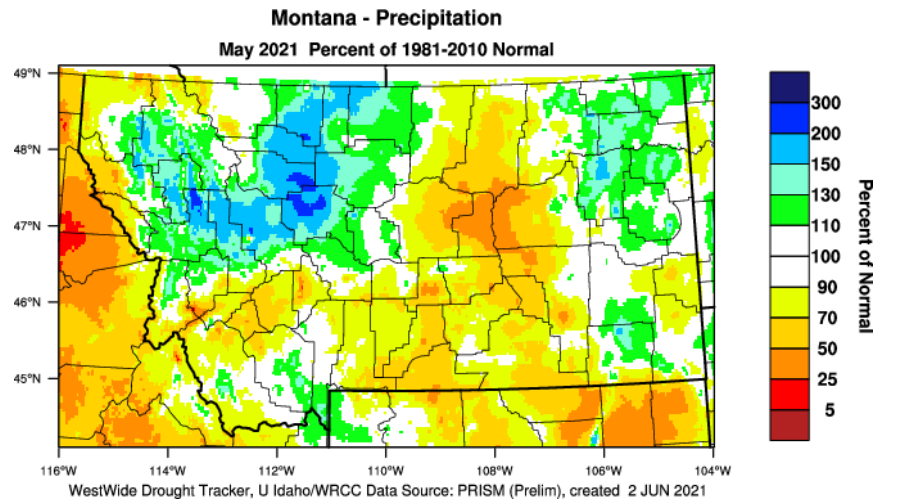 Montana - Precipitation
May 2021 Percent of 1981-2010 Normal
49°N
48°N
47°N
46°N
45°N
116°W 114°W 112°W 110°W 108°W 106°W 104°W
300
200
150
130
110
100
90
70
50
25
5
Percent of Normal
WestWide Drought Tracker, U Idaho/WRCC Data Source: PRISM (Prelim), created 2 JUN 2021